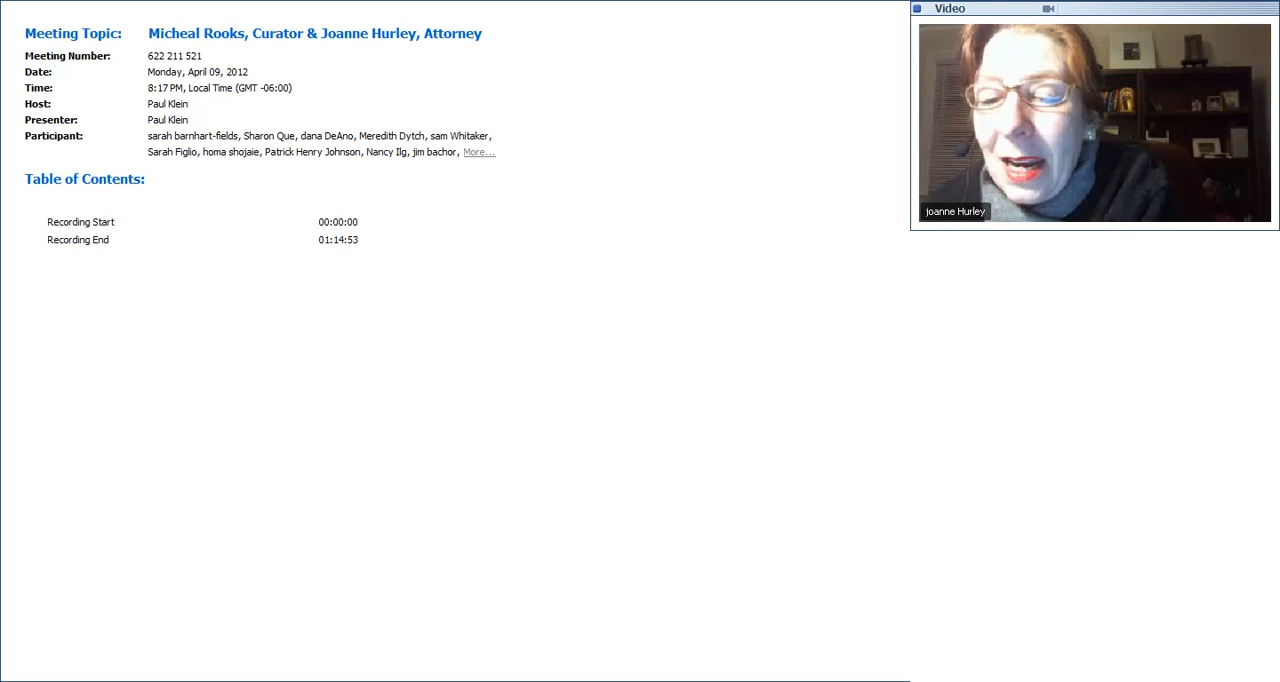 Meeting Topic: Micheal Rooks, Curator & Joanne Hurley, Attorney
Meeting Number: 622 211 521
Date: Monday, April 09, 2012
Time: 8:17 PM, Local Time (GMT -06:00)
Host: Paul Klein
Presenter: Paul Klein
Participant: sarah barnhart-fields, Sharon Que, dana DeAno, Meredith Dytch, sam Whitaker,
Sarah Figlio, homa shojaie, Patrick Henry Johnson, Nancy Ilg, jim bachor, More...
Table of Contents:
Recording Start 00:00:00
Recording End 01:14:53
Video
joanne Hurley